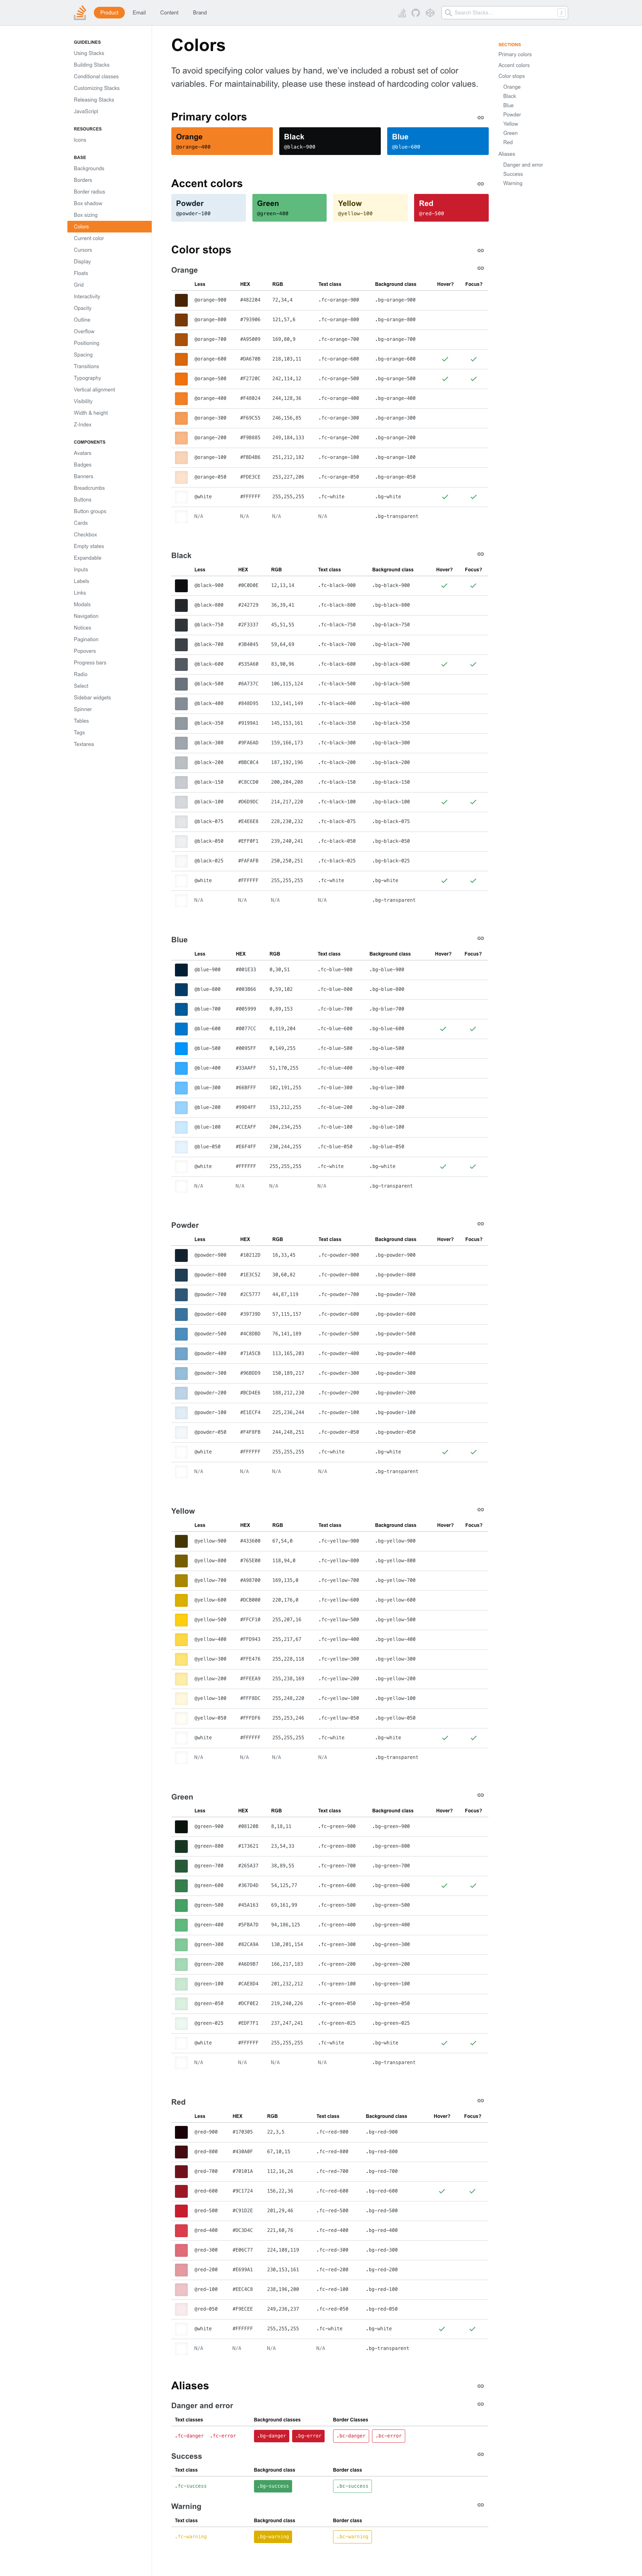 Product Email Content Brand
Search Stacks…
/
GUIDELINES
Using Stacks
Building Stacks
Conditional classes
Customizing Stacks
Releasing Stacks
JavaScript
RESOURCES
Icons
BASE
Backgrounds
Borders
Border radius
Box shadow
Box sizing
Colors
Current color
Cursors
Display
Floats
Grid
Interactivity
Opacity
Outline
Overflow
Positioning
Spacing
Transitions
Typography
Vertical alignment
Visibility
Width & height
Z-Index
COMPONENTS
Avatars
Badges
Banners
Breadcrumbs
Buttons
Button groups
Cards
Checkbox
Empty states
Expandable
Inputs
Labels
Links
Modals
Navigation
Notices
Pagination
Popovers
Progress bars
Radio
Select
Sidebar widgets
Spinner
Tables
Tags
Textarea
Colors
To avoid specifying color values by hand, we’ve included a robust set of color
variables. For maintainability, please use these instead of hardcoding color values.
Primary colors
Orange
@orange-400
Black
@black-900
Blue
@blue-600
Accent colors
Powder
@powder-100
Green
@green-400
Yellow
@yellow-100
Red
@red-500
Color stops
Orange
Less HEX RGB Text class Background class Hover? Focus?
@orange-900 #482204 72,34,4 .fc-orange-900 .bg-orange-900
@orange-800 #793906 121,57,6 .fc-orange-800 .bg-orange-800
@orange-700 #A95009 169,80,9 .fc-orange-700 .bg-orange-700
@orange-600 #DA670B 218,103,11 .fc-orange-600 .bg-orange-600
@orange-500 #F2720C 242,114,12 .fc-orange-500 .bg-orange-500
@orange-400 #F48024 244,128,36 .fc-orange-400 .bg-orange-400
@orange-300 #F69C55 246,156,85 .fc-orange-300 .bg-orange-300
@orange-200 #F9B885 249,184,133 .fc-orange-200 .bg-orange-200
@orange-100 #FBD4B6 251,212,182 .fc-orange-100 .bg-orange-100
@orange-050 #FDE3CE 253,227,206 .fc-orange-050 .bg-orange-050
@white #FFFFFF 255,255,255 .fc-white .bg-white
N/A N/A N/A N/A .bg-transparent
Black
Less HEX RGB Text class Background class Hover? Focus?
@black-900 #0C0D0E 12,13,14 .fc-black-900 .bg-black-900
@black-800 #242729 36,39,41 .fc-black-800 .bg-black-800
@black-750 #2F3337 45,51,55 .fc-black-750 .bg-black-750
@black-700 #3B4045 59,64,69 .fc-black-700 .bg-black-700
@black-600 #535A60 83,90,96 .fc-black-600 .bg-black-600
@black-500 #6A737C 106,115,124 .fc-black-500 .bg-black-500
@black-400 #848D95 132,141,149 .fc-black-400 .bg-black-400
@black-350 #9199A1 145,153,161 .fc-black-350 .bg-black-350
@black-300 #9FA6AD 159,166,173 .fc-black-300 .bg-black-300
@black-200 #BBC0C4 187,192,196 .fc-black-200 .bg-black-200
@black-150 #C8CCD0 200,204,208 .fc-black-150 .bg-black-150
@black-100 #D6D9DC 214,217,220 .fc-black-100 .bg-black-100
@black-075 #E4E6E8 228,230,232 .fc-black-075 .bg-black-075
@black-050 #EFF0F1 239,240,241 .fc-black-050 .bg-black-050
@black-025 #FAFAFB 250,250,251 .fc-black-025 .bg-black-025
@white #FFFFFF 255,255,255 .fc-white .bg-white
N/A N/A N/A N/A .bg-transparent
Blue
Less HEX RGB Text class Background class Hover? Focus?
@blue-900 #001E33 0,30,51 .fc-blue-900 .bg-blue-900
@blue-800 #003B66 0,59,102 .fc-blue-800 .bg-blue-800
@blue-700 #005999 0,89,153 .fc-blue-700 .bg-blue-700
@blue-600 #0077CC 0,119,204 .fc-blue-600 .bg-blue-600
@blue-500 #0095FF 0,149,255 .fc-blue-500 .bg-blue-500
@blue-400 #33AAFF 51,170,255 .fc-blue-400 .bg-blue-400
@blue-300 #66BFFF 102,191,255 .fc-blue-300 .bg-blue-300
@blue-200 #99D4FF 153,212,255 .fc-blue-200 .bg-blue-200
@blue-100 #CCEAFF 204,234,255 .fc-blue-100 .bg-blue-100
@blue-050 #E6F4FF 230,244,255 .fc-blue-050 .bg-blue-050
@white #FFFFFF 255,255,255 .fc-white .bg-white
N/A N/A N/A N/A .bg-transparent
Powder
Less HEX RGB Text class Background class Hover? Focus?
@powder-900 #10212D 16,33,45 .fc-powder-900 .bg-powder-900
@powder-800 #1E3C52 30,60,82 .fc-powder-800 .bg-powder-800
@powder-700 #2C5777 44,87,119 .fc-powder-700 .bg-powder-700
@powder-600 #39739D 57,115,157 .fc-powder-600 .bg-powder-600
@powder-500 #4C8DBD 76,141,189 .fc-powder-500 .bg-powder-500
@powder-400 #71A5CB 113,165,203 .fc-powder-400 .bg-powder-400
@powder-300 #96BDD9 150,189,217 .fc-powder-300 .bg-powder-300
@powder-200 #BCD4E6 188,212,230 .fc-powder-200 .bg-powder-200
@powder-100 #E1ECF4 225,236,244 .fc-powder-100 .bg-powder-100
@powder-050 #F4F8FB 244,248,251 .fc-powder-050 .bg-powder-050
@white #FFFFFF 255,255,255 .fc-white .bg-white
N/A N/A N/A N/A .bg-transparent
Yellow
Less HEX RGB Text class Background class Hover? Focus?
@yellow-900 #433600 67,54,0 .fc-yellow-900 .bg-yellow-900
@yellow-800 #765E00 118,94,0 .fc-yellow-800 .bg-yellow-800
@yellow-700 #A98700 169,135,0 .fc-yellow-700 .bg-yellow-700
@yellow-600 #DCB000 220,176,0 .fc-yellow-600 .bg-yellow-600
@yellow-500 #FFCF10 255,207,16 .fc-yellow-500 .bg-yellow-500
@yellow-400 #FFD943 255,217,67 .fc-yellow-400 .bg-yellow-400
@yellow-300 #FFE476 255,228,118 .fc-yellow-300 .bg-yellow-300
@yellow-200 #FFEEA9 255,238,169 .fc-yellow-200 .bg-yellow-200
@yellow-100 #FFF8DC 255,248,220 .fc-yellow-100 .bg-yellow-100
@yellow-050 #FFFDF6 255,253,246 .fc-yellow-050 .bg-yellow-050
@white #FFFFFF 255,255,255 .fc-white .bg-white
N/A N/A N/A N/A .bg-transparent
Green
Less HEX RGB Text class Background class Hover? Focus?
@green-900 #08120B 8,18,11 .fc-green-900 .bg-green-900
@green-800 #173621 23,54,33 .fc-green-800 .bg-green-800
@green-700 #265A37 38,89,55 .fc-green-700 .bg-green-700
@green-600 #367D4D 54,125,77 .fc-green-600 .bg-green-600
@green-500 #45A163 69,161,99 .fc-green-500 .bg-green-500
@green-400 #5FBA7D 94,186,125 .fc-green-400 .bg-green-400
@green-300 #82CA9A 130,201,154 .fc-green-300 .bg-green-300
@green-200 #A6D9B7 166,217,183 .fc-green-200 .bg-green-200
@green-100 #CAE8D4 201,232,212 .fc-green-100 .bg-green-100
@green-050 #DCF0E2 219,240,226 .fc-green-050 .bg-green-050
@green-025 #EDF7F1 237,247,241 .fc-green-025 .bg-green-025
@white #FFFFFF 255,255,255 .fc-white .bg-white
N/A N/A N/A N/A .bg-transparent
Red
Less HEX RGB Text class Background class Hover? Focus?
@red-900 #170305 22,3,5 .fc-red-900 .bg-red-900
@red-800 #430A0F 67,10,15 .fc-red-800 .bg-red-800
@red-700 #70101A 112,16,26 .fc-red-700 .bg-red-700
@red-600 #9C1724 156,22,36 .fc-red-600 .bg-red-600
@red-500 #C91D2E 201,29,46 .fc-red-500 .bg-red-500
@red-400 #DC3D4C 221,60,76 .fc-red-400 .bg-red-400
@red-300 #E06C77 224,108,119 .fc-red-300 .bg-red-300
@red-200 #E699A1 230,153,161 .fc-red-200 .bg-red-200
@red-100 #EEC4C8 238,196,200 .fc-red-100 .bg-red-100
@red-050 #F9ECEE 249,236,237 .fc-red-050 .bg-red-050
@white #FFFFFF 255,255,255 .fc-white .bg-white
N/A N/A N/A N/A .bg-transparent
Aliases
Danger and error
Text classes Background classes Border Classes
.fc-danger .fc-error .bg-danger .bg-error .bc-danger .bc-error
Success
Text class Background class Border class
.fc-success .bg-success .bc-success
Warning
Text class Background class Border class
.fc-warning .bg-warning .bc-warning
SECTIONS
Primary colors
Accent colors
Color stops
Orange
Black
Blue
Powder
Yellow
Green
Red
Aliases
Danger and error
Success
Warning